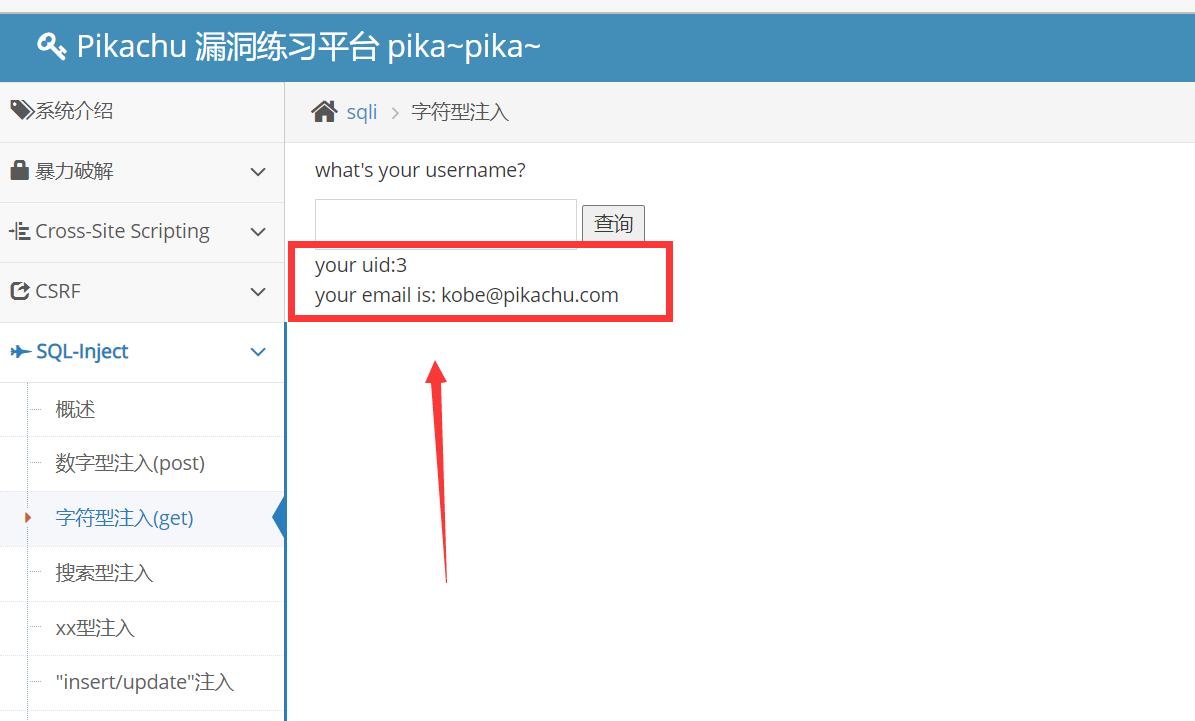 Pikachu 漏洞练习平台 pika~pika~
系统介绍
暴力破解
Cross-Site Scripting
CSRF
SQL-Inject
概述
数字型注入(post)
字符型注入(get)
搜索型注入
xx型注入
"insert/update"注入
sqli
字符型注入
what's your username?
查询
your uid:3
your email is: kobe@pikachu.com